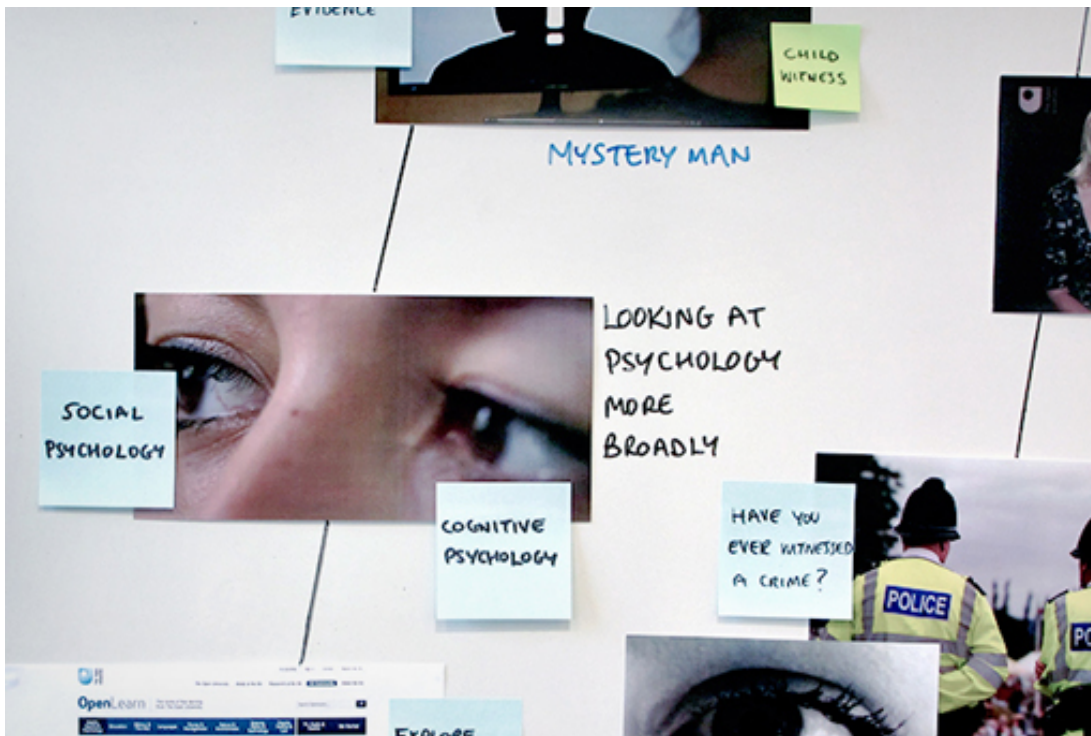 EVIDENCE
CHILD
WITNESS
MYSTERY MAN
LOOKING AT
PSYCHOLOGY
MORE
BROADLY
SOCIAL
PSYCHOLOGY
COGNITIVE
PSYCHOLOGY
HAVE YOU
EVER WITNESSED
A CRIME?
POLICE
PO
OpenLearn
EXPLORE